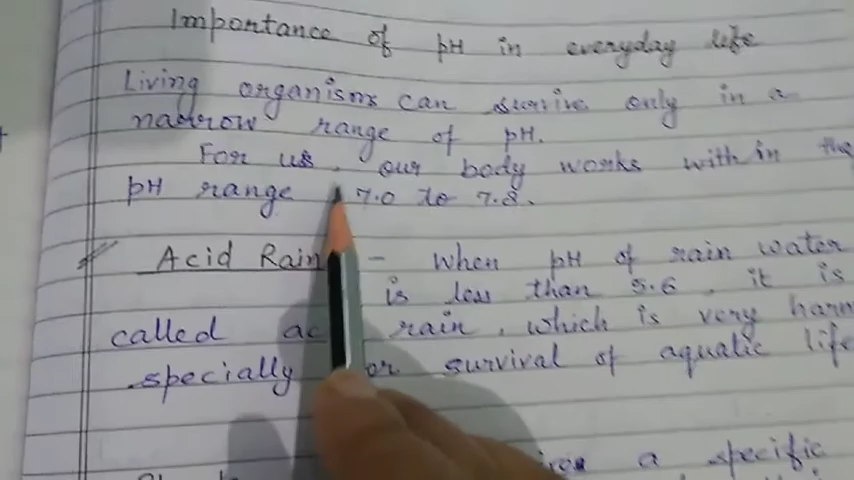 Importance of pH in everyday life
Living organisms can survive only in a
narrow range of pH.
For us, our body works with in the
pH range 7.0 to 7.8.
Acid Rain - when pH of rain water
is less than 5.6, it is
called rain, which is very
specially survival of aquatic life
a specific